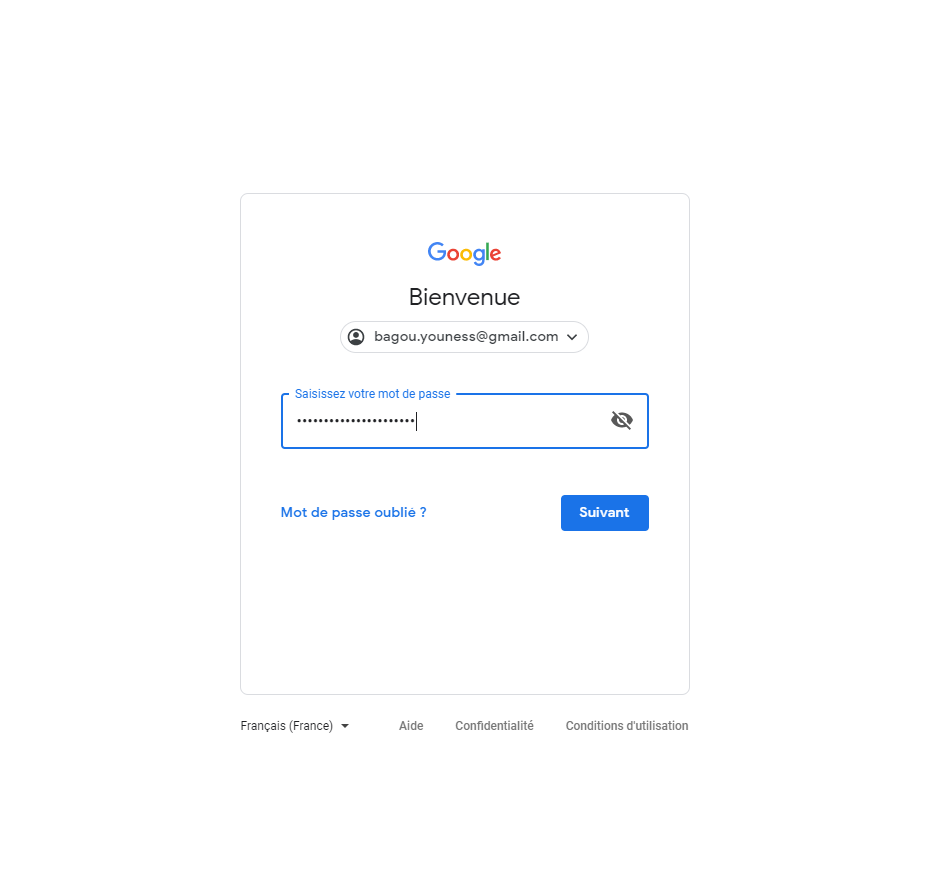 Google
Bienvenue
bagou.youness@gmail.com
Saisissez votre mot de passe
••••••••••••••••••••••
Mot de passe oublié ?
Suivant
Français (France)
Aide
Confidentialité
Conditions d'utilisation